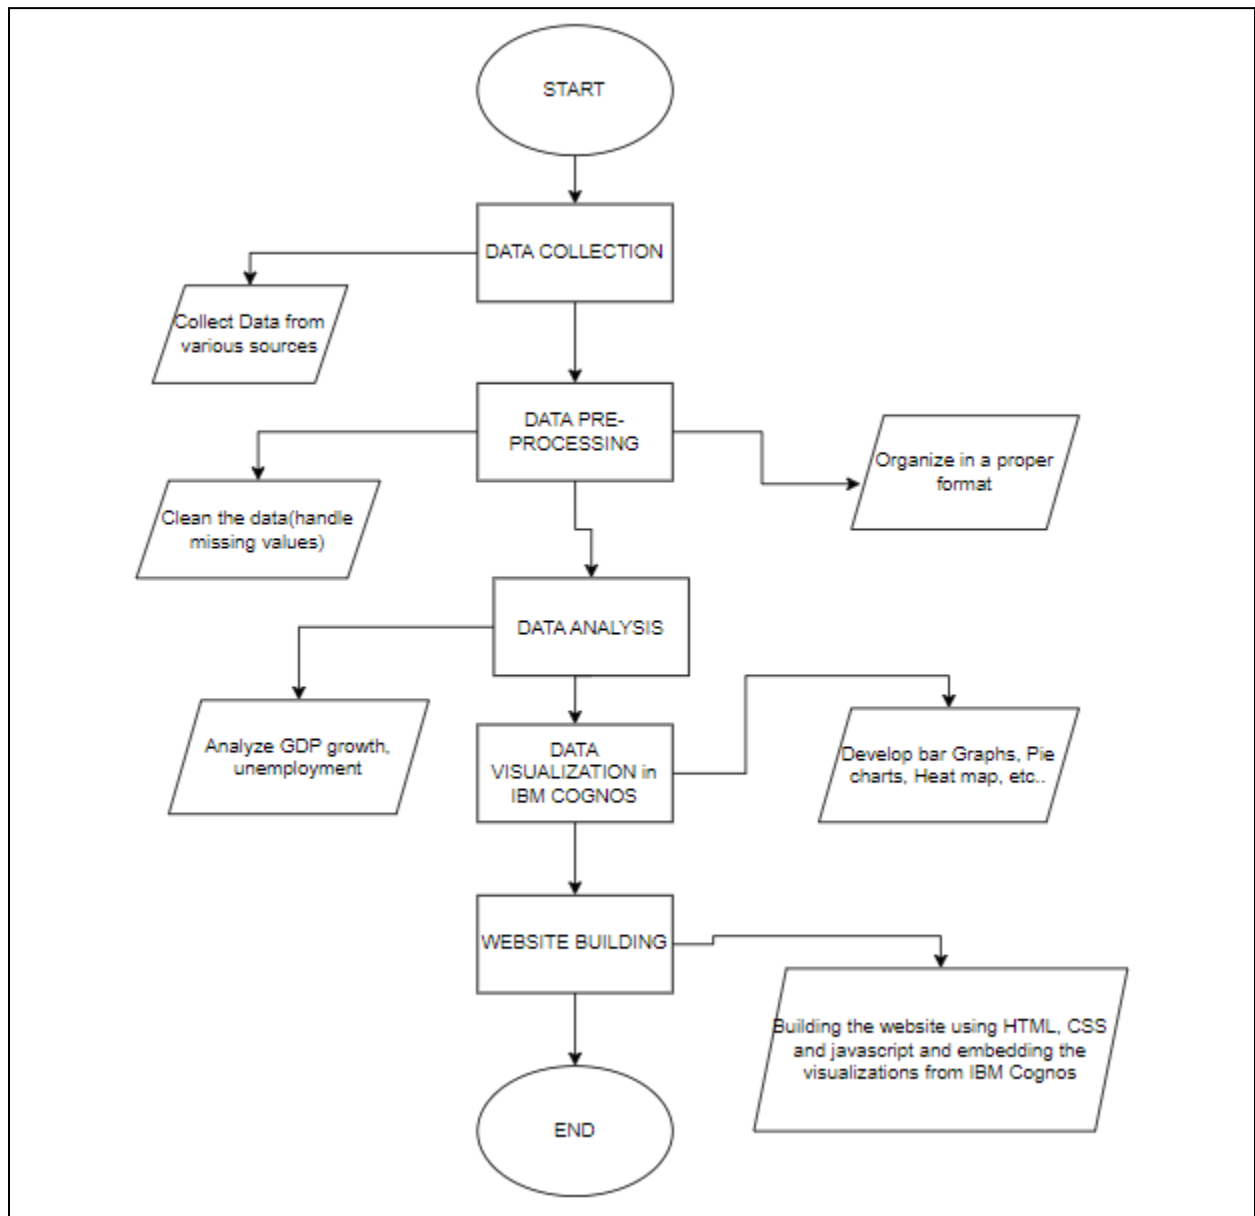 START
DATA COLLECTION
Collect Data from
various sources
DATA PRE-
PROCESSING
Organize in a proper
format
Clean the data(handle
missing values)
DATA ANALYSIS
Analyze GDP growth,
unemployment
DATA
VISUALIZATION in
IBM COGNOS
Develop bar Graphs, Pie
charts, Heat map, etc..
WEBSITE BUILDING
Building the website using HTML, CSS
and javascript and embedding the
visualizations from IBM Cognos
END